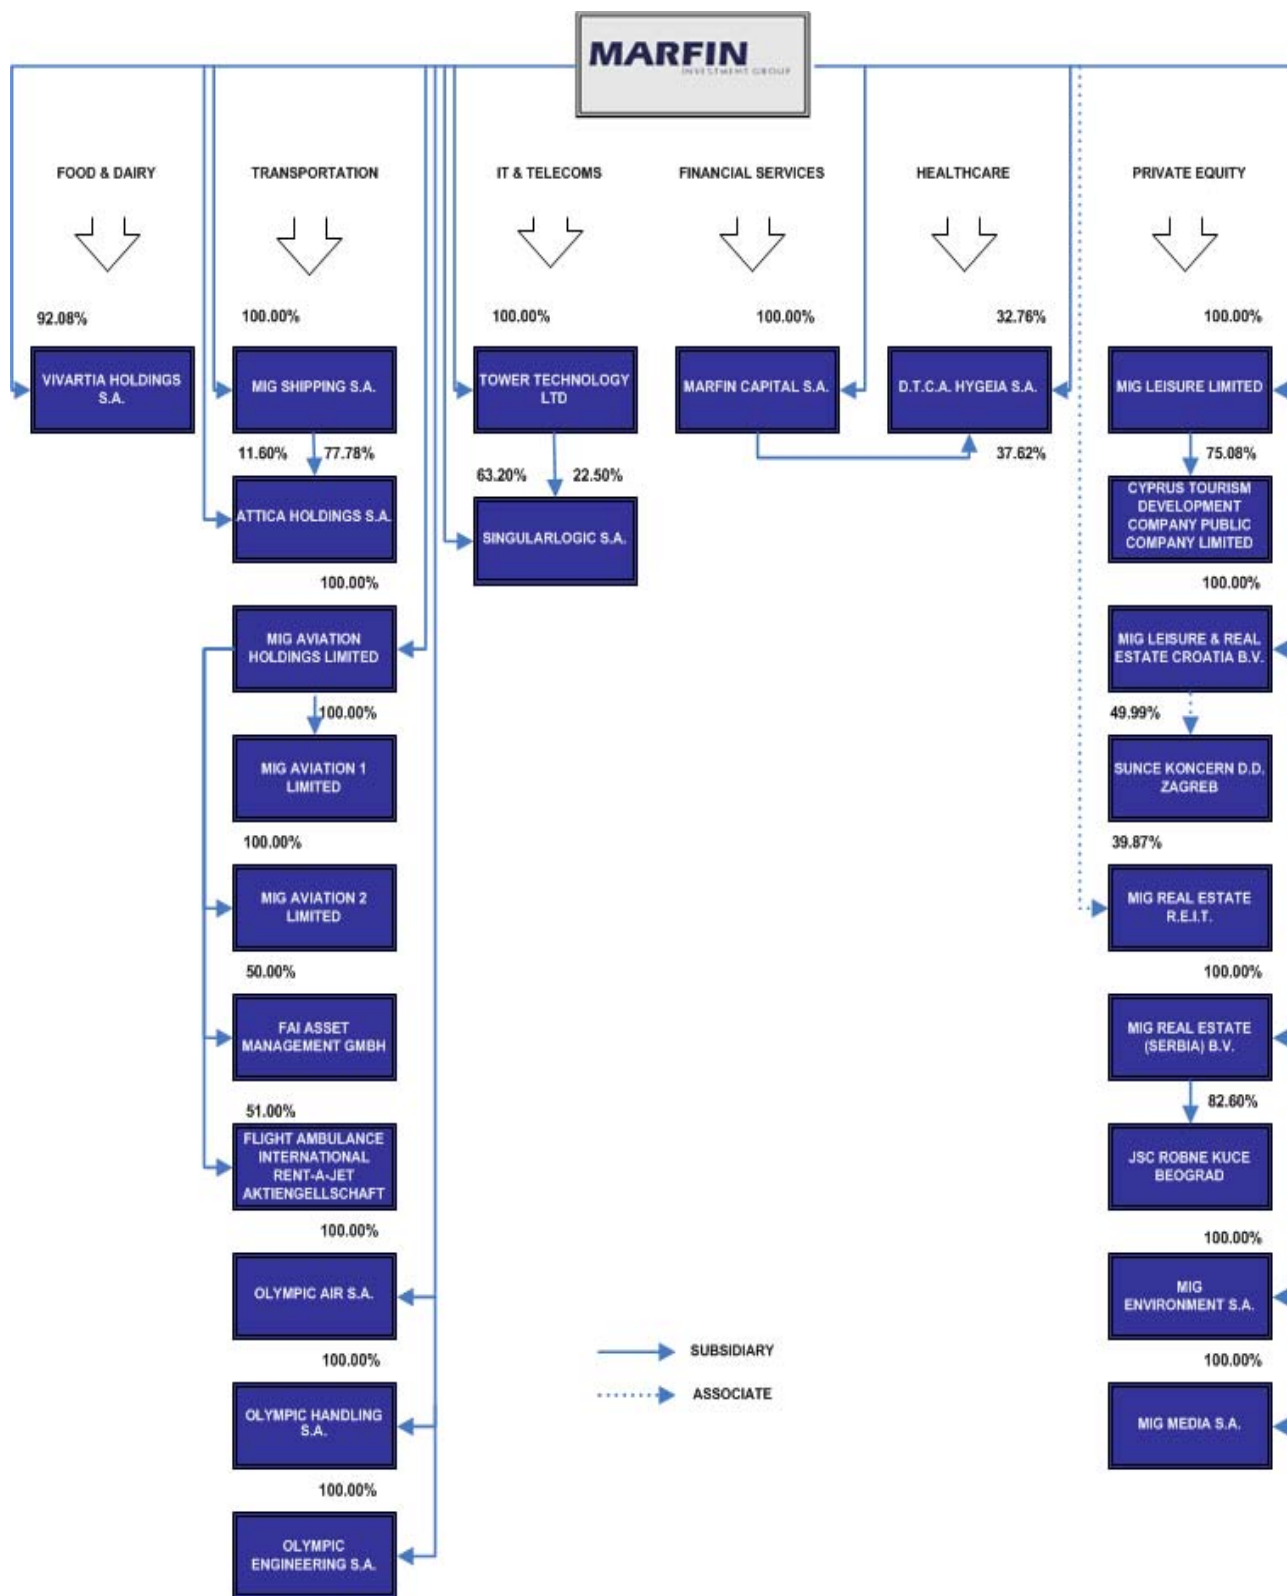 MARFIN
INVESTMENT GROUP
FOOD & DAIRY
TRANSPORTATION
IT & TELECOMS
FINANCIAL SERVICES
HEALTHCARE
PRIVATE EQUITY
92.08%
100.00%
100.00%
100.00%
32.76%
100.00%
VIVARTIA HOLDINGS
S.A.
MIG SHIPPING S.A.
TOWER TECHNOLOGY
LTD
MARFIN CAPITAL S.A.
D.T.C.A. HYGEIA S.A.
MIG LEISURE LIMITED
11.60%
77.78%
63.20%
22.50%
37.62%
75.08%
ATTICA HOLDINGS S.A.
SINGULARLOGIC S.A.
CYPRUS TOURISM
DEVELOPMENT
COMPANY PUBLIC
COMPANY LIMITED
100.00%
100.00%
MIG AVIATION
HOLDINGS LIMITED
MIG LEISURE & REAL
ESTATE CROATIA B.V.
100.00%
49.99%
MIG AVIATION 1
LIMITED
SUNCE KONCERN D.D.
ZAGREB
100.00%
39.87%
MIG AVIATION 2
LIMITED
MIG REAL ESTATE
R.E.I.T.
50.00%
100.00%
FAI ASSET
MANAGEMENT GMBH
MIG REAL ESTATE
(SERBIA) B.V.
51.00%
82.60%
FLIGHT AMBULANCE
INTERNATIONAL
RENT-A-JET
AKTIENGELLSCHAFT
JSC ROBNE KUCE
BEOGRAD
100.00%
100.00%
OLYMPIC AIR S.A.
MIG
ENVIRONMENT S.A.
SUBSIDIARY
100.00%
100.00%
ASSOCIATE
OLYMPIC HANDLING
S.A.
MIG MEDIA S.A.
100.00%
OLYMPIC
ENGINEERING S.A.